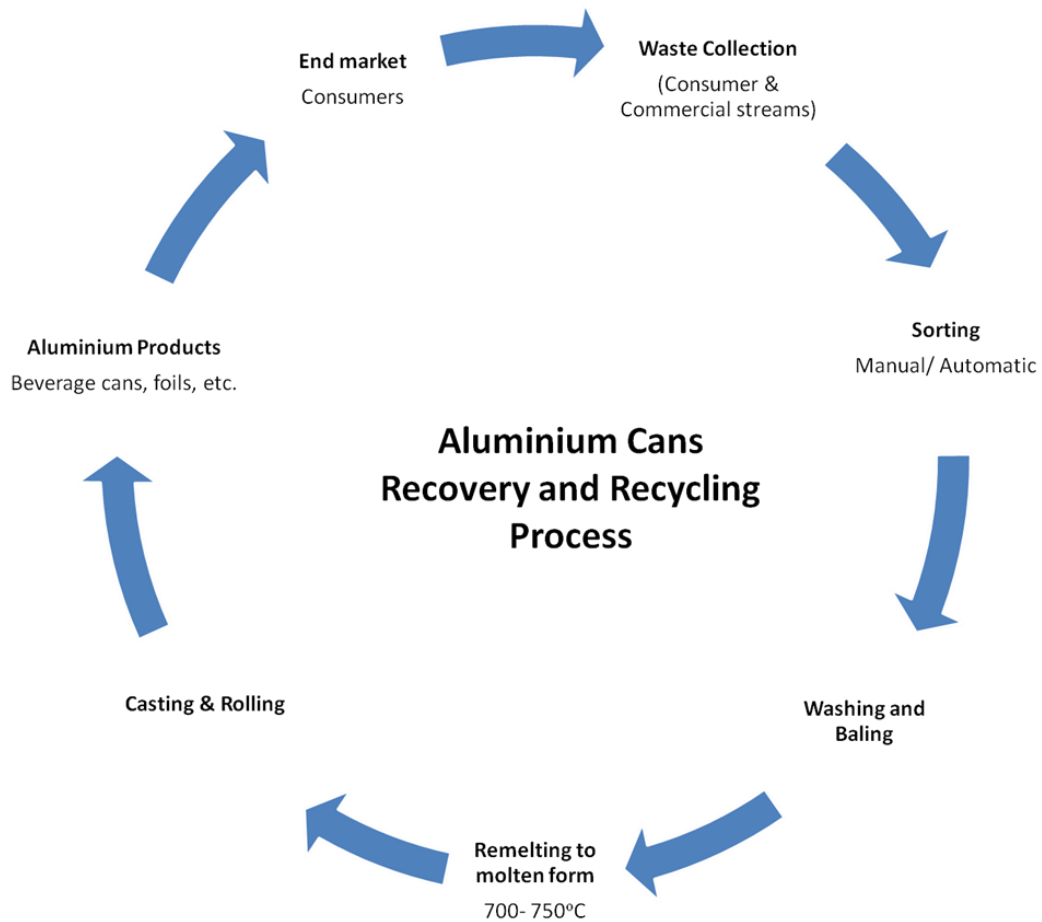 End market
Consumers
Waste Collection
(Consumer &
Commercial streams)
Sorting
Manual/ Automatic
Washing and
Baling
Remelting to
molten form
700- 750°C
Casting & Rolling
Aluminium Products
Beverage cans, foils, etc.
Aluminium Cans
Recovery and Recycling
Process